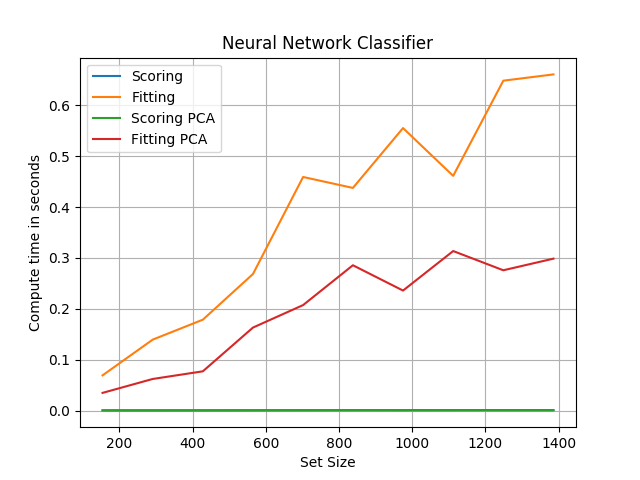 Neural Network Classifier
Scoring
Fitting
Scoring PCA
Fitting PCA
Compute time in seconds
0.6
0.5
0.4
0.3
0.2
0.1
0.0
200 400 600 800 1000 1200 1400
Set Size